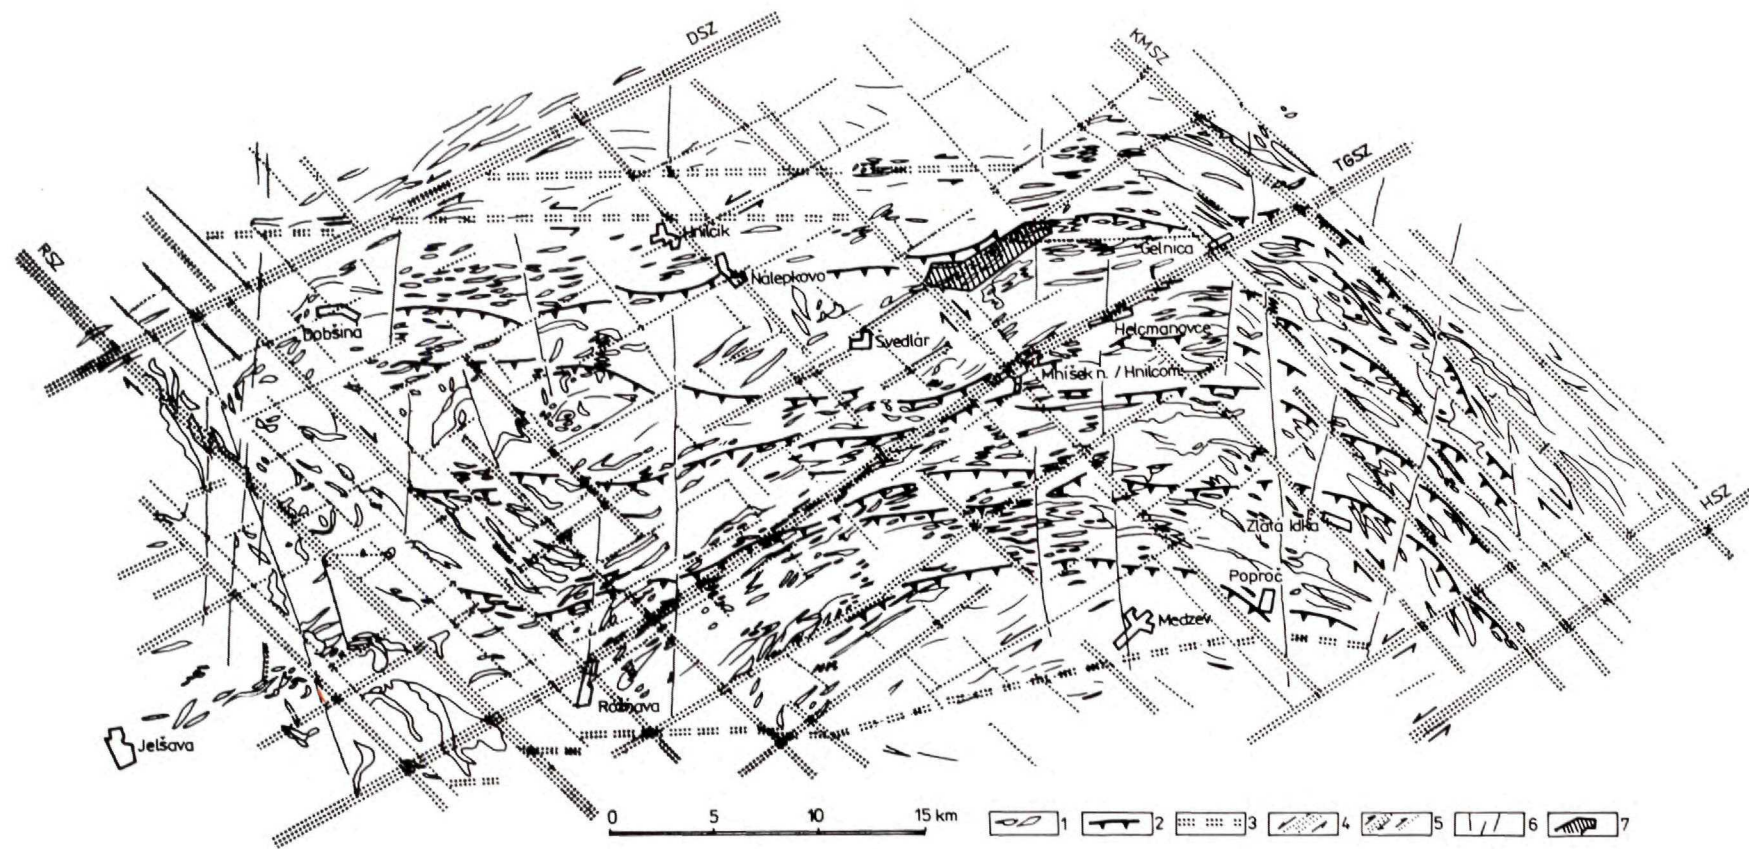 DSZ
KMSZ
TGSZ
RSZ
Hnilčík
Gelnica
Nálepkovo
Dobšiná
Švedlár
Helcmanovce
Mníšek n. / Hnilcom
HSZ
Zlatá Idka
Poproč
Medzev
Rožňava
Jelšava
0 5 10 15 km
1 2 3 4 5 6 7